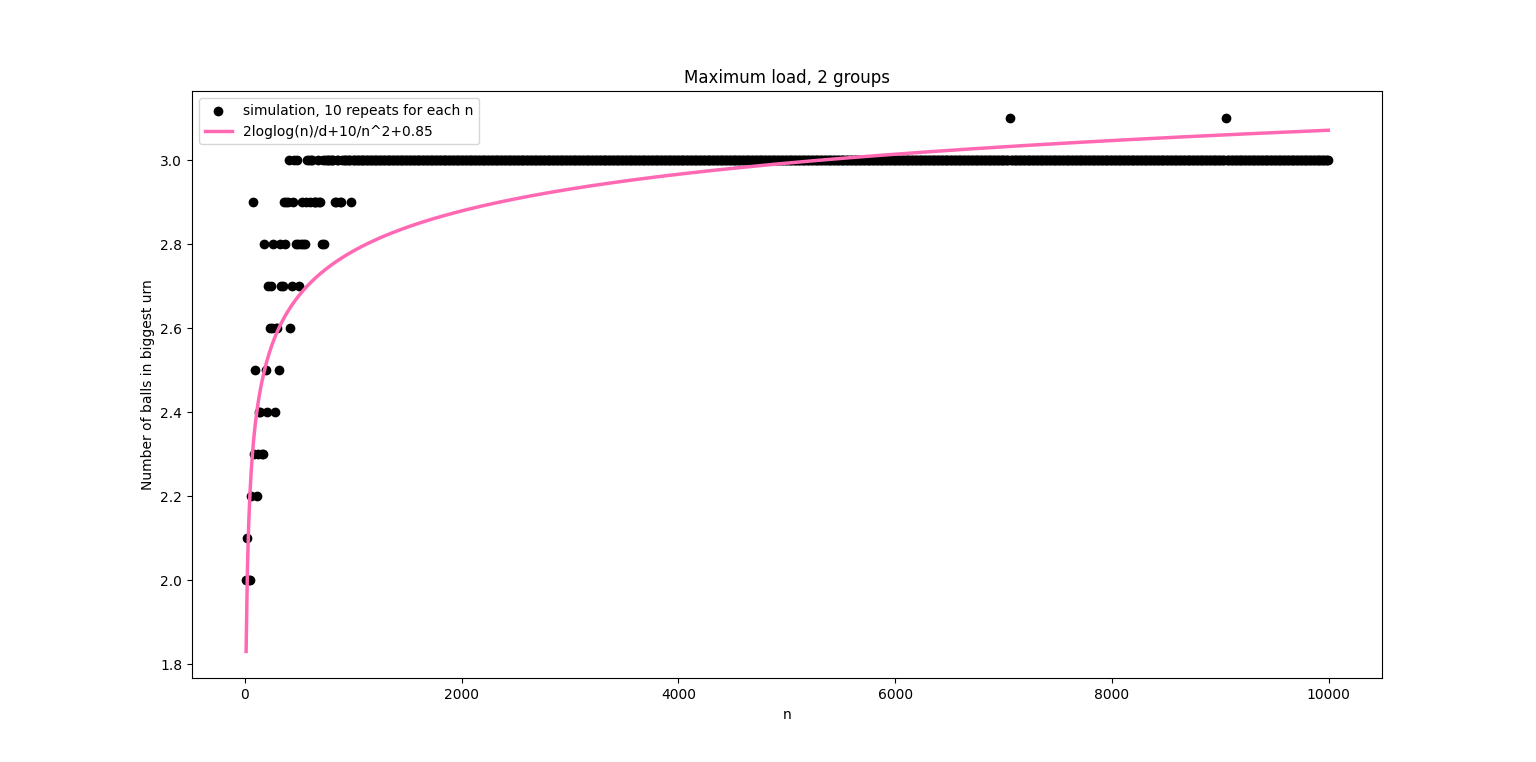 Maximum load, 2 groups
simulation, 10 repeats for each n
2loglog(n)/d+10/n^2+0.85
Number of balls in biggest urn
3.0
2.8
2.6
2.4
2.2
2.0
1.8
0 2000 4000 6000 8000 10000
n